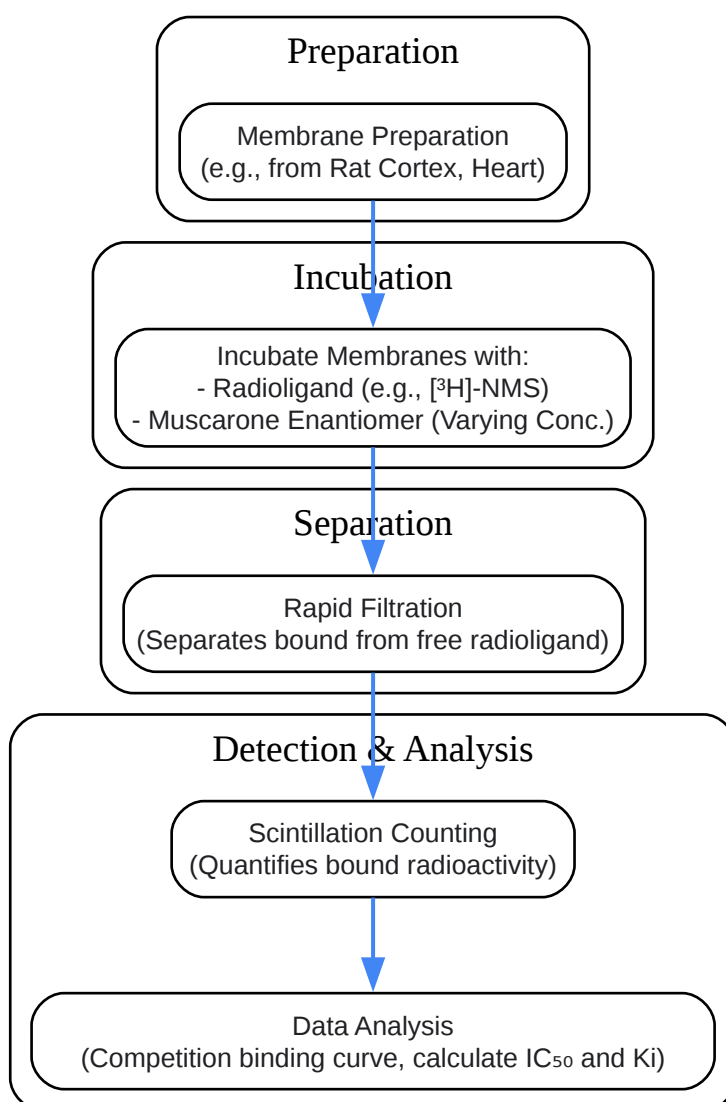 Preparation
Membrane Preparation
(e.g., from Rat Cortex, Heart)
Incubation
Incubate Membranes with:
- Radioligand (e.g., [³H]-NMS)
- Muscarone Enantiomer (Varying Conc.)
Separation
Rapid Filtration
(Separates bound from free radioligand)
Detection & Analysis
Scintillation Counting
(Quantifies bound radioactivity)
Data Analysis
(Competition binding curve, calculate IC₅₀ and Ki)